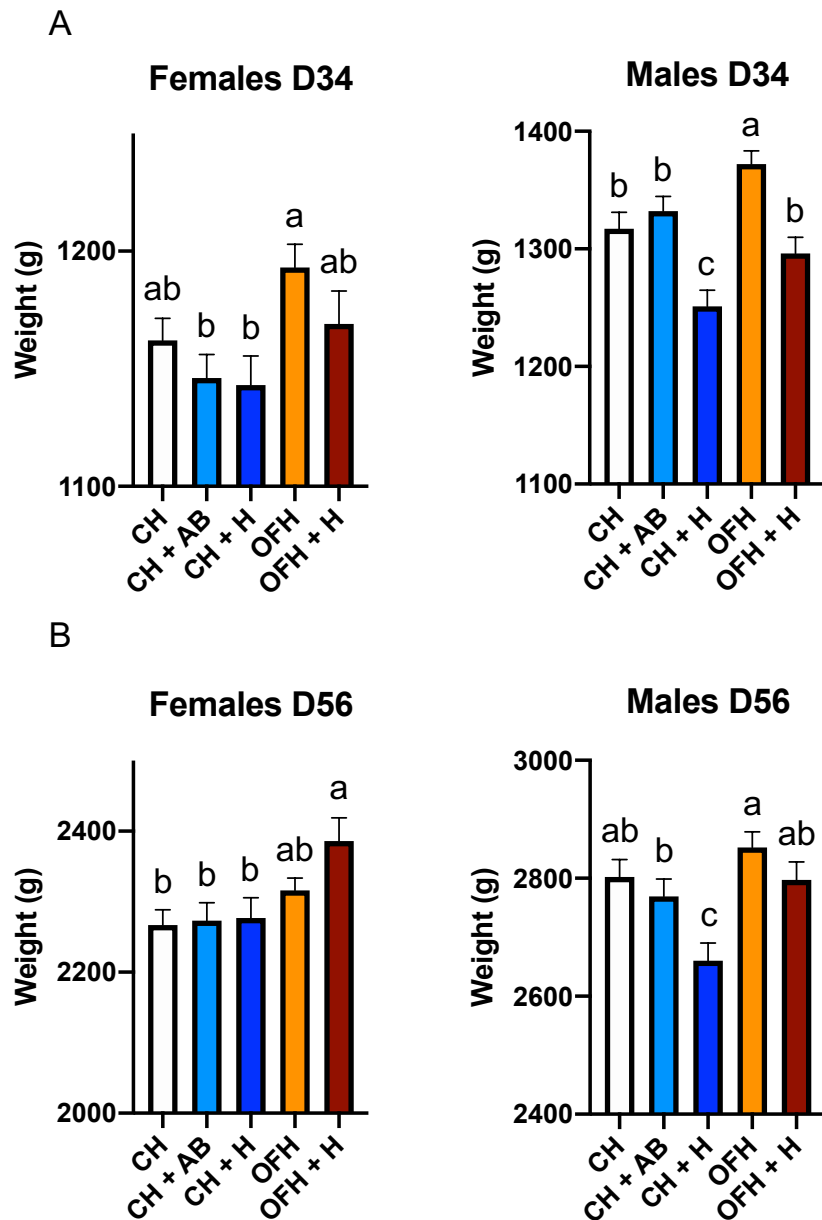 A
Females D34
Weight (g)
1200
1100
ab
b
b
a
ab
CH
CH + AB
CH + H
OFH
OFH + H
Males D34
Weight (g)
1400
1300
1200
1100
b
b
c
a
b
CH
CH + AB
CH + H
OFH
OFH + H
B
Females D56
Weight (g)
2400
2200
2000
b
b
b
ab
a
CH
CH + AB
CH + H
OFH
OFH + H
Males D56
Weight (g)
3000
2800
2600
2400
ab
b
c
a
ab
CH
CH + AB
CH + H
OFH
OFH + H